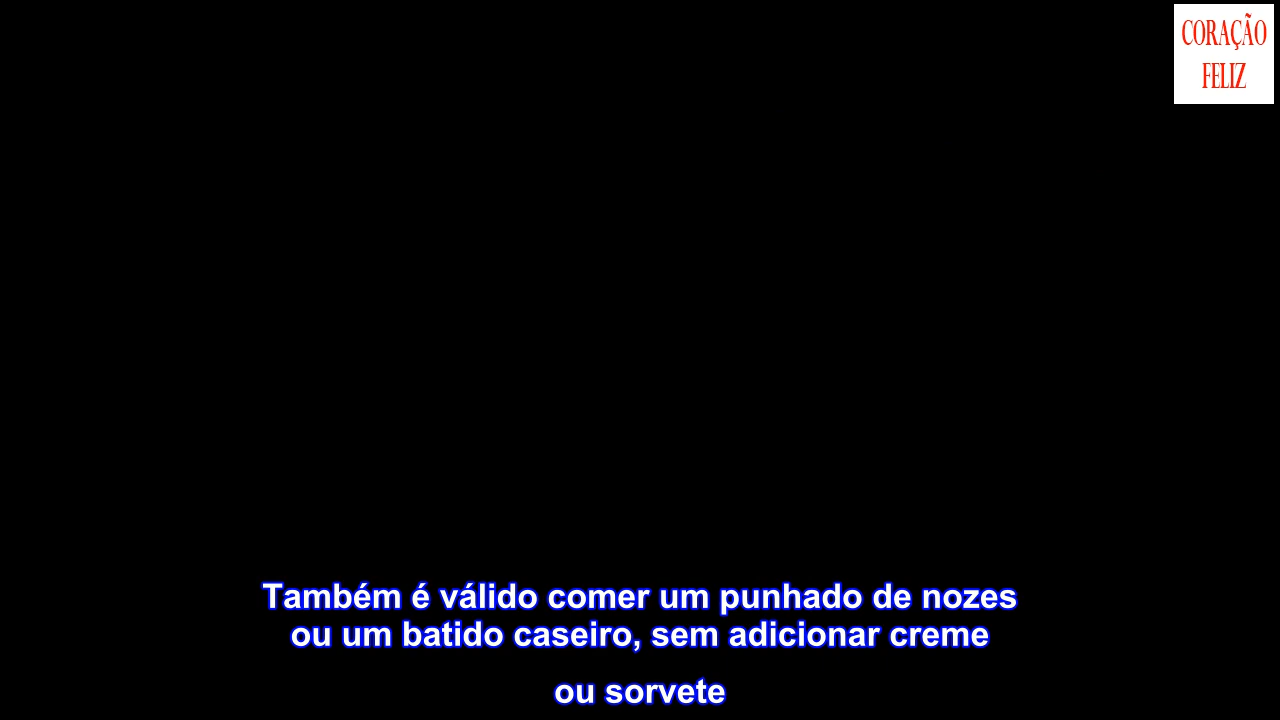 CORAÇÃO
FELIZ
Também é válido comer um punhado de nozes
ou um batido caseiro, sem adicionar creme
ou sorvete